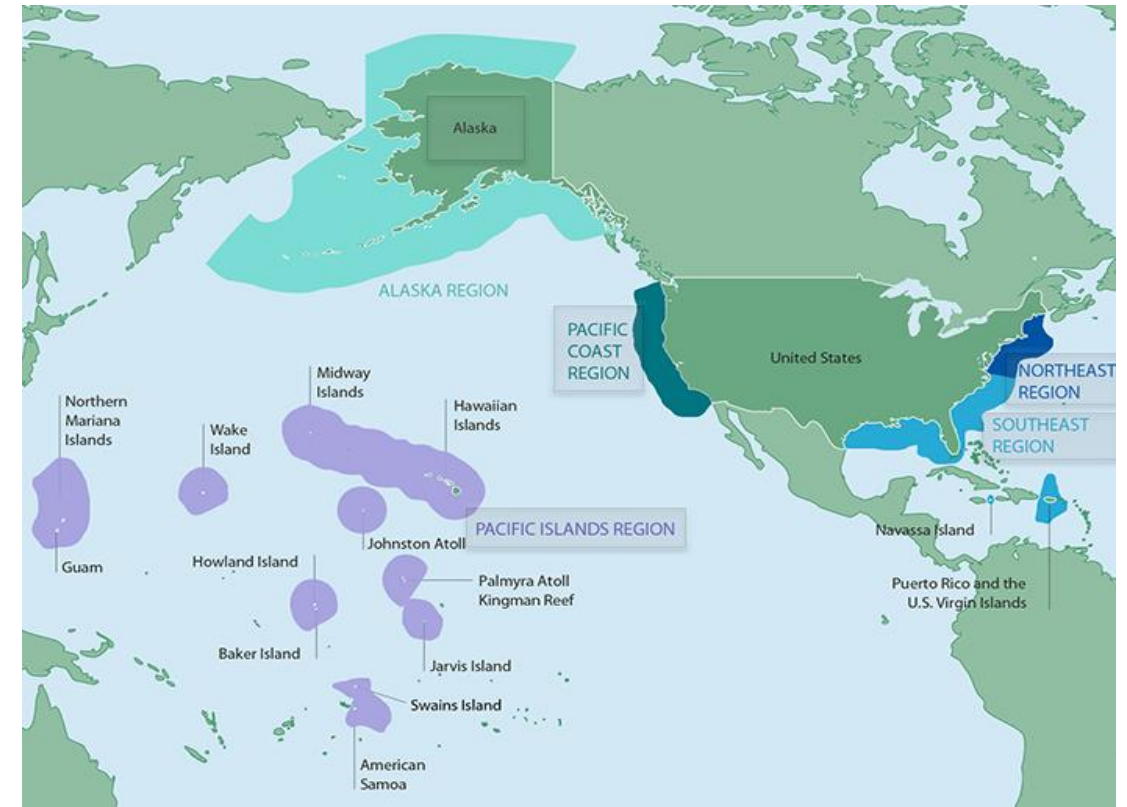 Alaska
ALASKA REGION
PACIFIC
COAST
REGION
United States
NORTHEAST
REGION
SOUTHEAST
REGION
Midway
Islands
Northern
Mariana
Islands
Hawaiian
Islands
Wake
Island
PACIFIC ISLANDS REGION
Navassa Island
Johnston Atoll
Howland Island
Guam
Palmyra Atoll
Kingman Reef
Puerto Rico and the
U.S. Virgin Islands
Baker Island
Jarvis Island
Swains Island
American
Samoa